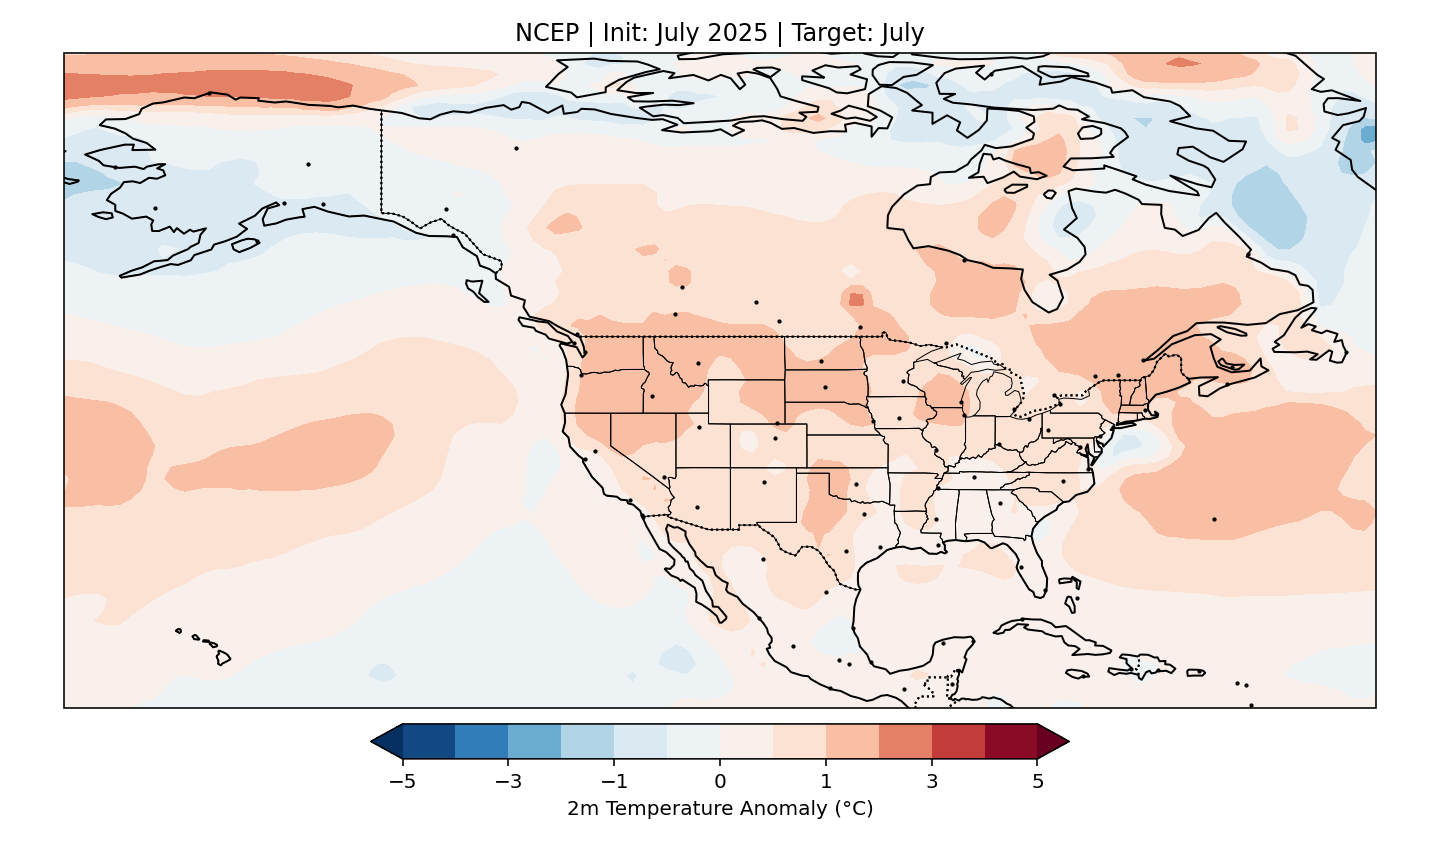 NCEP | Init: July 2025 | Target: July
−5 −3 −1 0 1 3 5
2m Temperature Anomaly (°C)